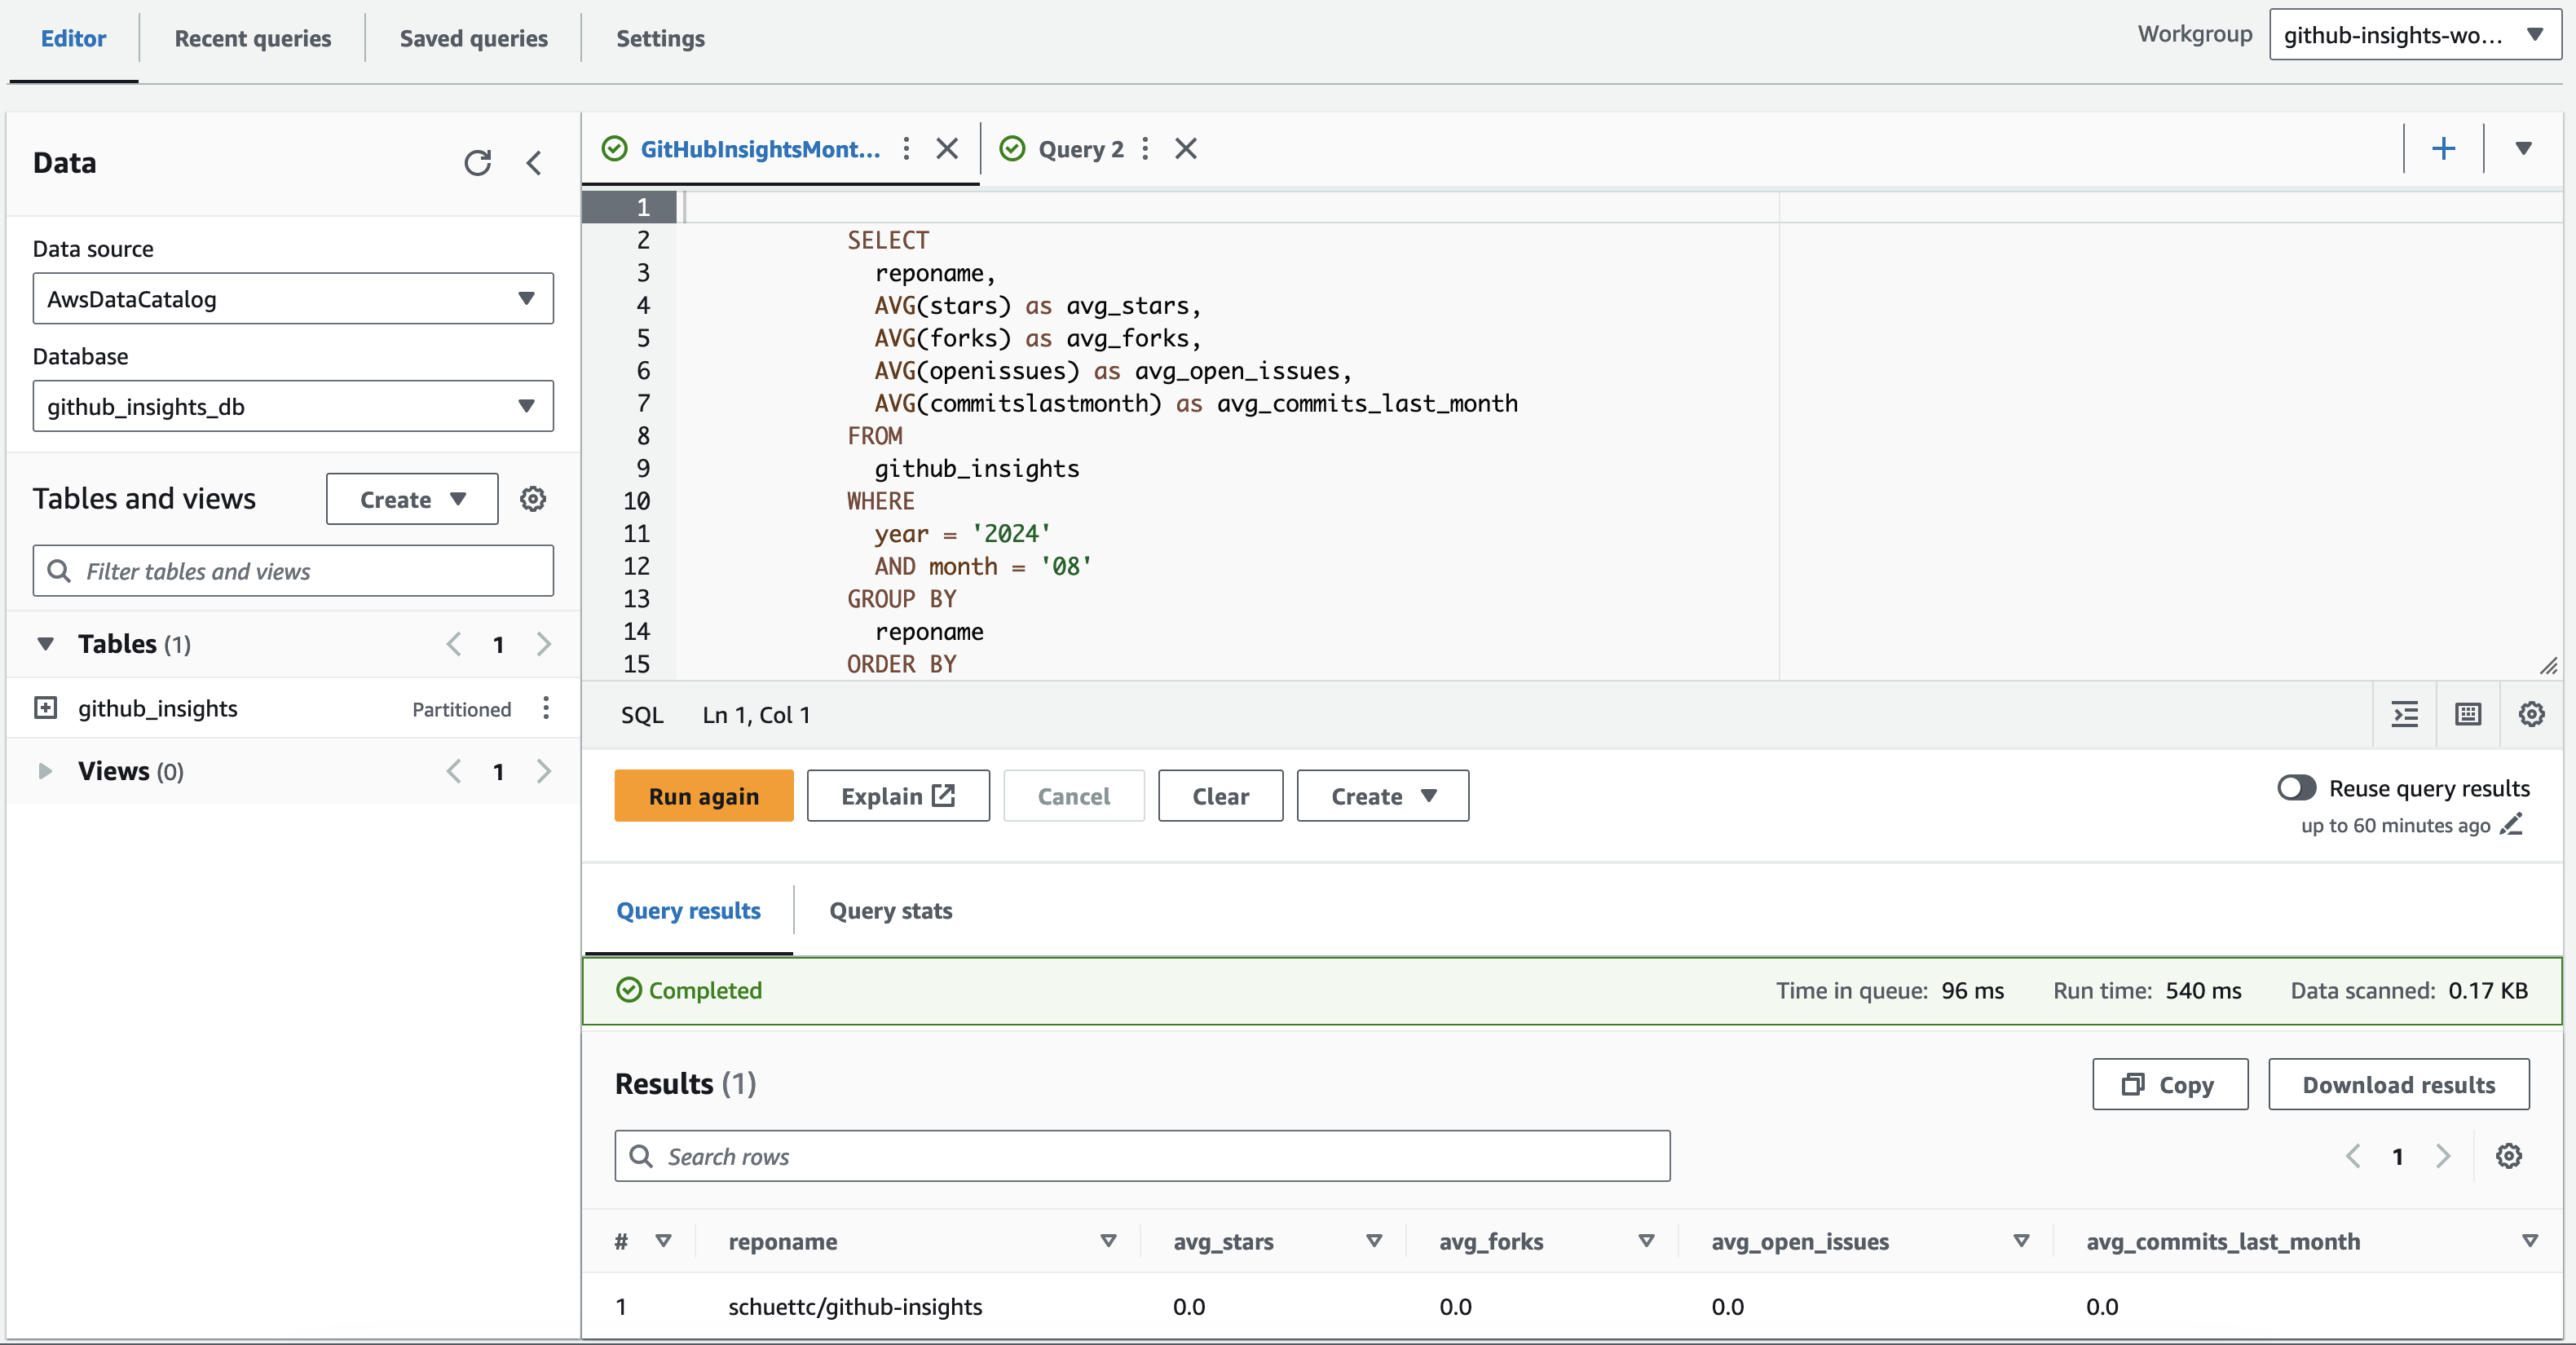 Editor
Recent queries
Saved queries
Settings
Workgroup
github-insights-wo...
Data
Data source
AwsDataCatalog
Database
github_insights_db
Tables and views
Create
Filter tables and views
Tables (1)
1
github_insights
Partitioned
Views (0)
1
GitHubInsightsMont...
Query 2
1
2 SELECT
3 reponame,
4 AVG(stars) as avg_stars,
5 AVG(forks) as avg_forks,
6 AVG(openissues) as avg_open_issues,
7 AVG(commitslastmonth) as avg_commits_last_month
8 FROM
9 github_insights
10 WHERE
11 year = '2024'
12 AND month = '08'
13 GROUP BY
14 reponame
15 ORDER BY
SQL Ln 1, Col 1
Run again
Explain
Cancel
Clear
Create
Reuse query results
up to 60 minutes ago
Query results
Query stats
Completed
Time in queue: 96 ms
Run time: 540 ms
Data scanned: 0.17 KB
Results (1)
Copy
Download results
Search rows
1
# reponame avg_stars avg_forks avg_open_issues avg_commits_last_month
1 schuettc/github-insights 0.0 0.0 0.0 0.0